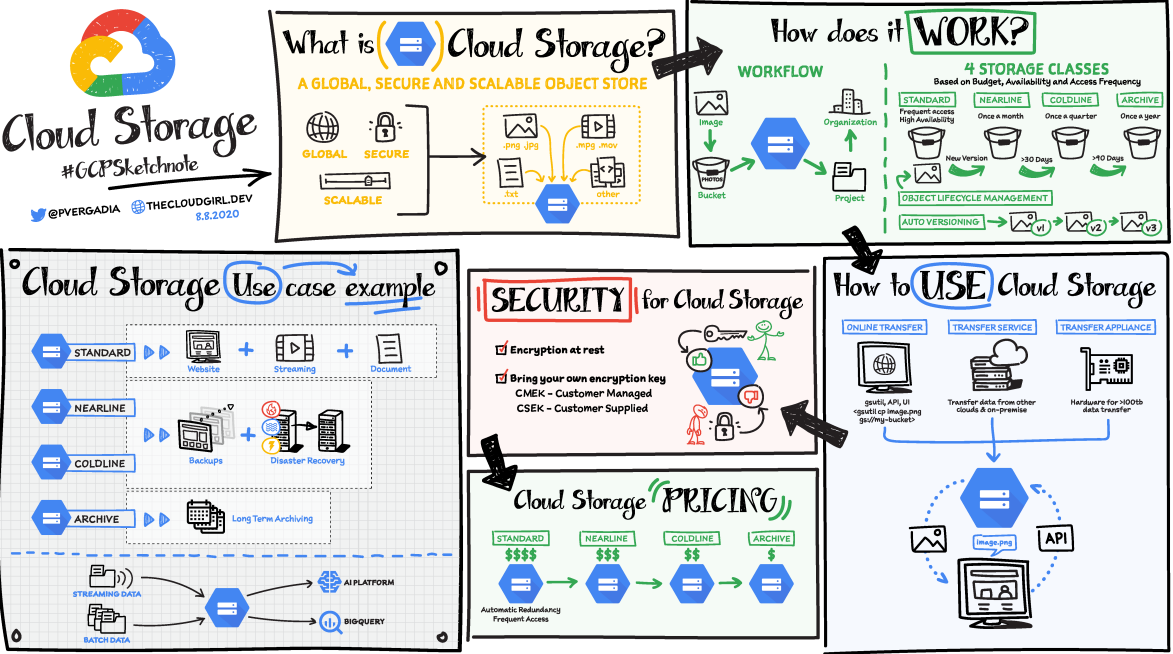 Cloud Storage
#GCPSketchnote
@PVERGADIA
THECLOUDGIRL.DEV
8.8.2020
What is Cloud Storage?
A GLOBAL, SECURE AND SCALABLE OBJECT STORE
GLOBAL
SECURE
SCALABLE
.png .jpg
.mpg .mov
.txt
other
How does it WORK?
WORKFLOW
Image
PHOTOS
Bucket
Organization
Project
4 STORAGE CLASSES
Based on Budget, Availability and Access Frequency
STANDARD
NEARLINE
COLDLINE
ARCHIVE
Frequent access
High Availability
Once a month
Once a quarter
Once a year
New Version
>30 Days
>90 Days
OBJECT LIFECYCLE MANAGEMENT
AUTO VERSIONING
v1
v2
v3
Cloud Storage Use case example
STANDARD
Website
+
Streaming
+
Document
NEARLINE
COLDLINE
Backups
+
Disaster Recovery
ARCHIVE
Long Term Archiving
STREAMING DATA
BATCH DATA
AI PLATFORM
BIGQUERY
SECURITY for Cloud Storage
Encryption at rest
Bring your own encryption key
CMEK - Customer Managed
CSEK - Customer Supplied
Cloud Storage PRICING
STANDARD
NEARLINE
COLDLINE
ARCHIVE
$$$$
$$$
$$
$
Automatic Redundancy
Frequent Access
How to USE Cloud Storage
ONLINE TRANSFER
TRANSFER SERVICE
TRANSFER APPLIANCE
gsutil, API, UI
<gsutil cp image.png
gs://my-bucket>
Transfer data from other
clouds & on-premise
Hardware for >100tb
data transfer
image.png
API